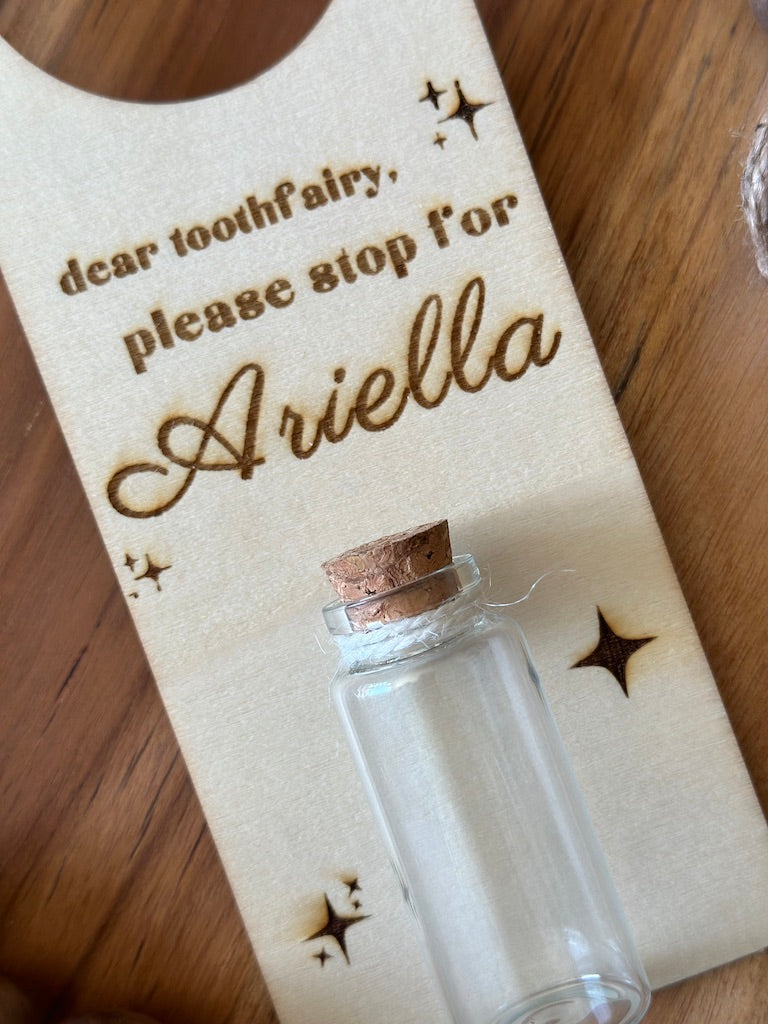 dear toothfairy,
please stop for
Ariella